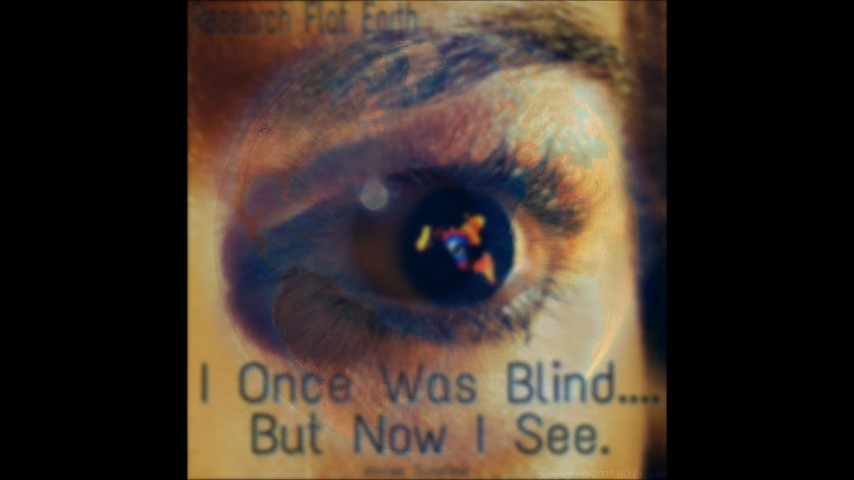 Research Flat Earth
I Once Was Blind....
But Now I See.